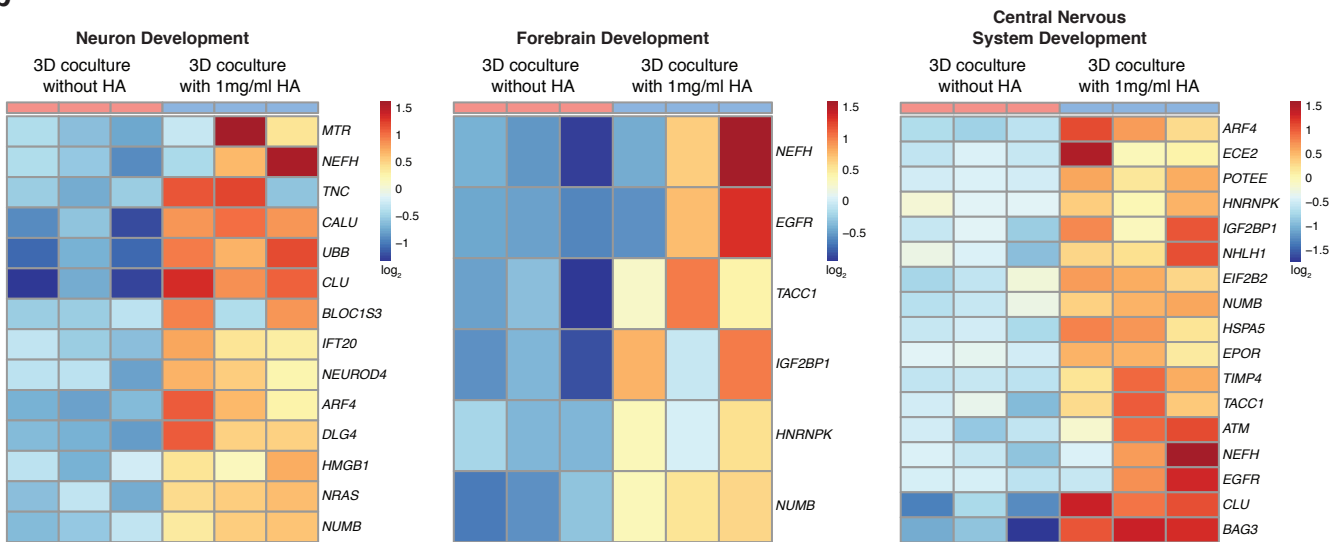 Neuron Development
3D coculture
without HA
3D coculture
with 1mg/ml HA
MTR
NEFH
TNC
CALU
UBB
CLU
BLOC1S3
IFT20
NEUROD4
ARF4
DLG4
HMGB1
NRAS
NUMB
1.5
1
0.5
0
−0.5
−1
log2
Forebrain Development
3D coculture
without HA
3D coculture
with 1mg/ml HA
NEFH
EGFR
TACC1
IGF2BP1
HNRNPK
NUMB
1.5
1
0.5
0
−0.5
log2
Central Nervous
System Development
3D coculture
without HA
3D coculture
with 1mg/ml HA
ARF4
ECE2
POTEE
HNRNPK
IGF2BP1
NHLH1
EIF2B2
NUMB
HSPA5
EPOR
TIMP4
TACC1
ATM
NEFH
EGFR
CLU
BAG3
1.5
1
0.5
0
−0.5
−1
−1.5
log2